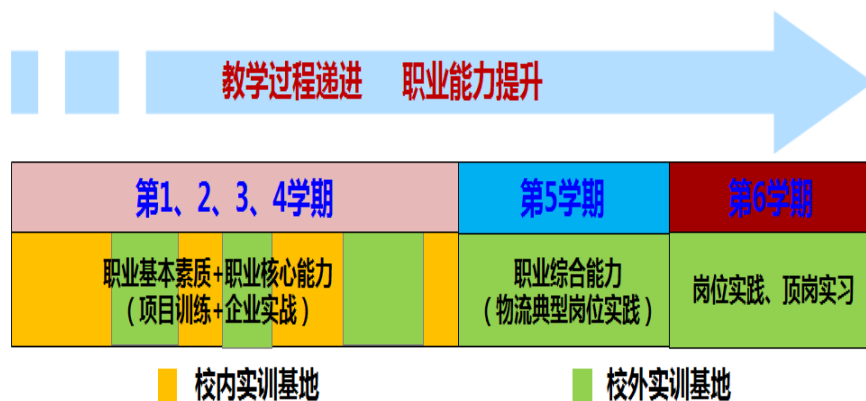 教学过程递进 职业能力提升
第1、2、3、4学期
第5学期
第6学期
职业基本素质+职业核心能力
（项目训练+企业实战）
职业综合能力
（物流典型岗位实践）
岗位实践、顶岗实习
校内实训基地
校外实训基地